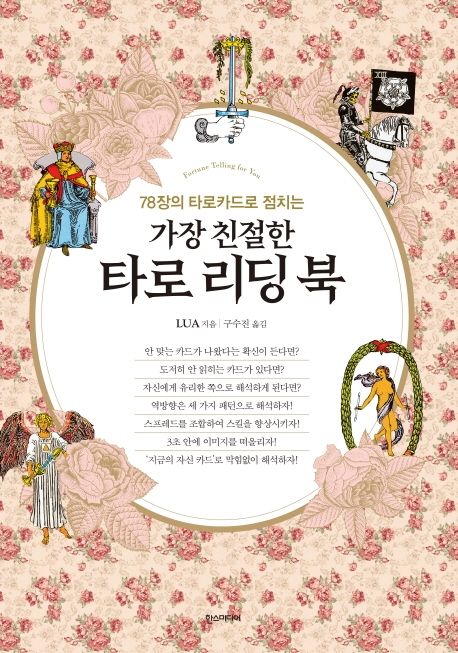 XIII
Fortune Telling for You
78장의 타로카드로 점치는
가장 친절한
타로 리딩 북
LUA 지음 | 구수진 옮김
안 맞는 카드가 나왔다는 확신이 든다면?
도저히 안 읽히는 카드가 있다면?
자신에게 유리한 쪽으로 해석하게 된다면?
역방향은 세 가지 패턴으로 해석하자!
스프레드를 조합하여 스킬을 향상시키자!
3초 안에 이미지를 떠올리자!
'지금의 자신 카드'로 막힘없이 해석하자!
한스미디어